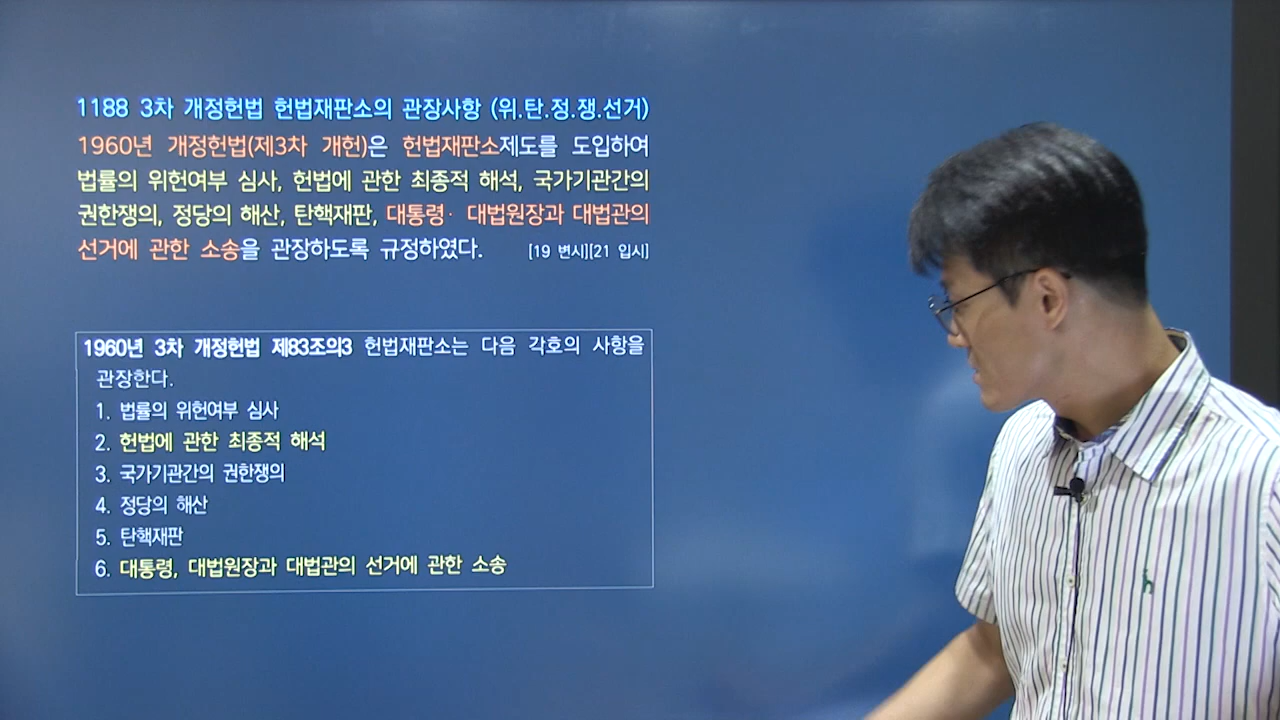 1188 3차 개정헌법 헌법재판소의 관장사항 (위.탄.정.쟁.선거)
1960년 개정헌법(제3차 개헌)은 헌법재판소제도를 도입하여
법률의 위헌여부 심사, 헌법에 관한 최종적 해석, 국가기관간의
권한쟁의, 정당의 해산, 탄핵재판, 대통령· 대법원장과 대법관의
선거에 관한 소송을 관장하도록 규정하였다. [19 변시][21 입시]
1960년 3차 개정헌법 제83조의3 헌법재판소는 다음 각호의 사항을
관장한다.
1. 법률의 위헌여부 심사
2. 헌법에 관한 최종적 해석
3. 국가기관간의 권한쟁의
4. 정당의 해산
5. 탄핵재판
6. 대통령, 대법원장과 대법관의 선거에 관한 소송